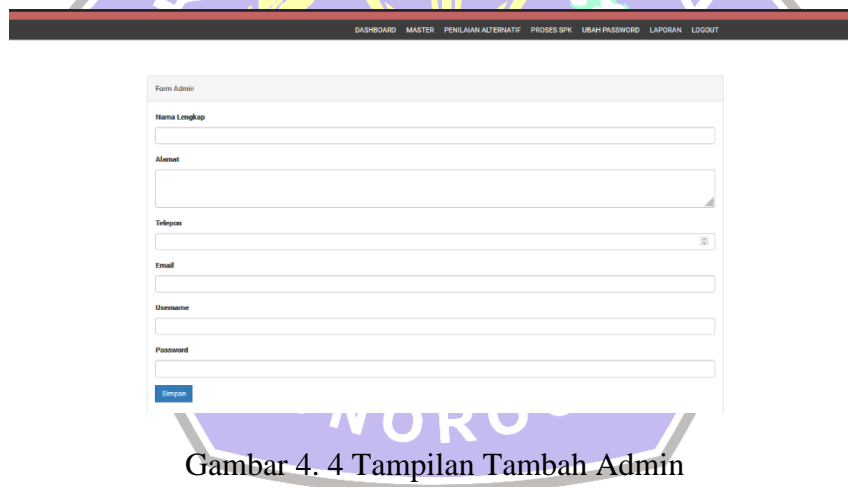 DASHBOARD MASTER PENILAIAN ALTERNATIF PROSES SPK UBAH PASSWORD LAPORAN LOGOUT
Form Admin
Nama Lengkap
Alamat
Telepon
Email
Username
Password
Simpan
NOROG
Gambar 4. 4 Tampilan Tambah Admin